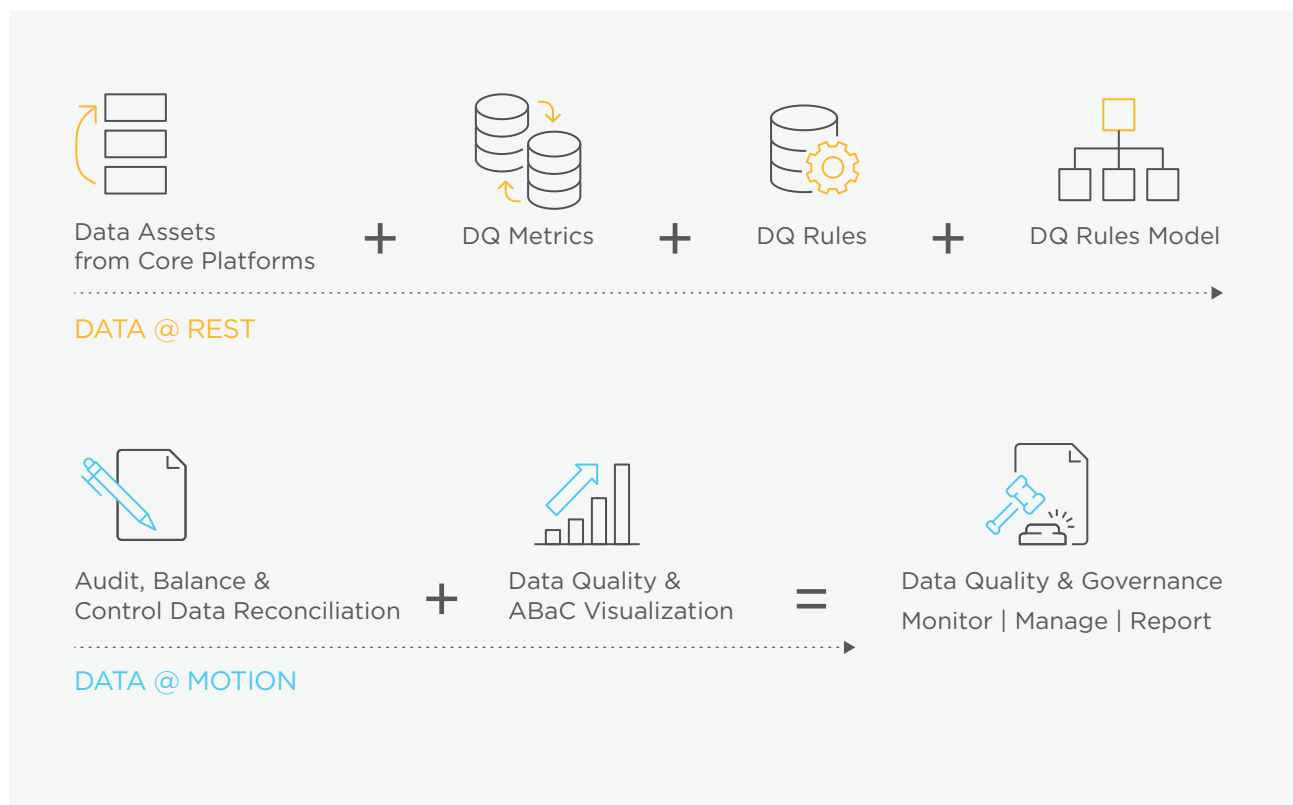 Data Assets
from Core Platforms
+
DQ Metrics
+
DQ Rules
+
DQ Rules Model
DATA @ REST
Audit, Balance &
Control Data Reconciliation
+
Data Quality &
ABaC Visualization
=
Data Quality & Governance
Monitor | Manage | Report
DATA @ MOTION